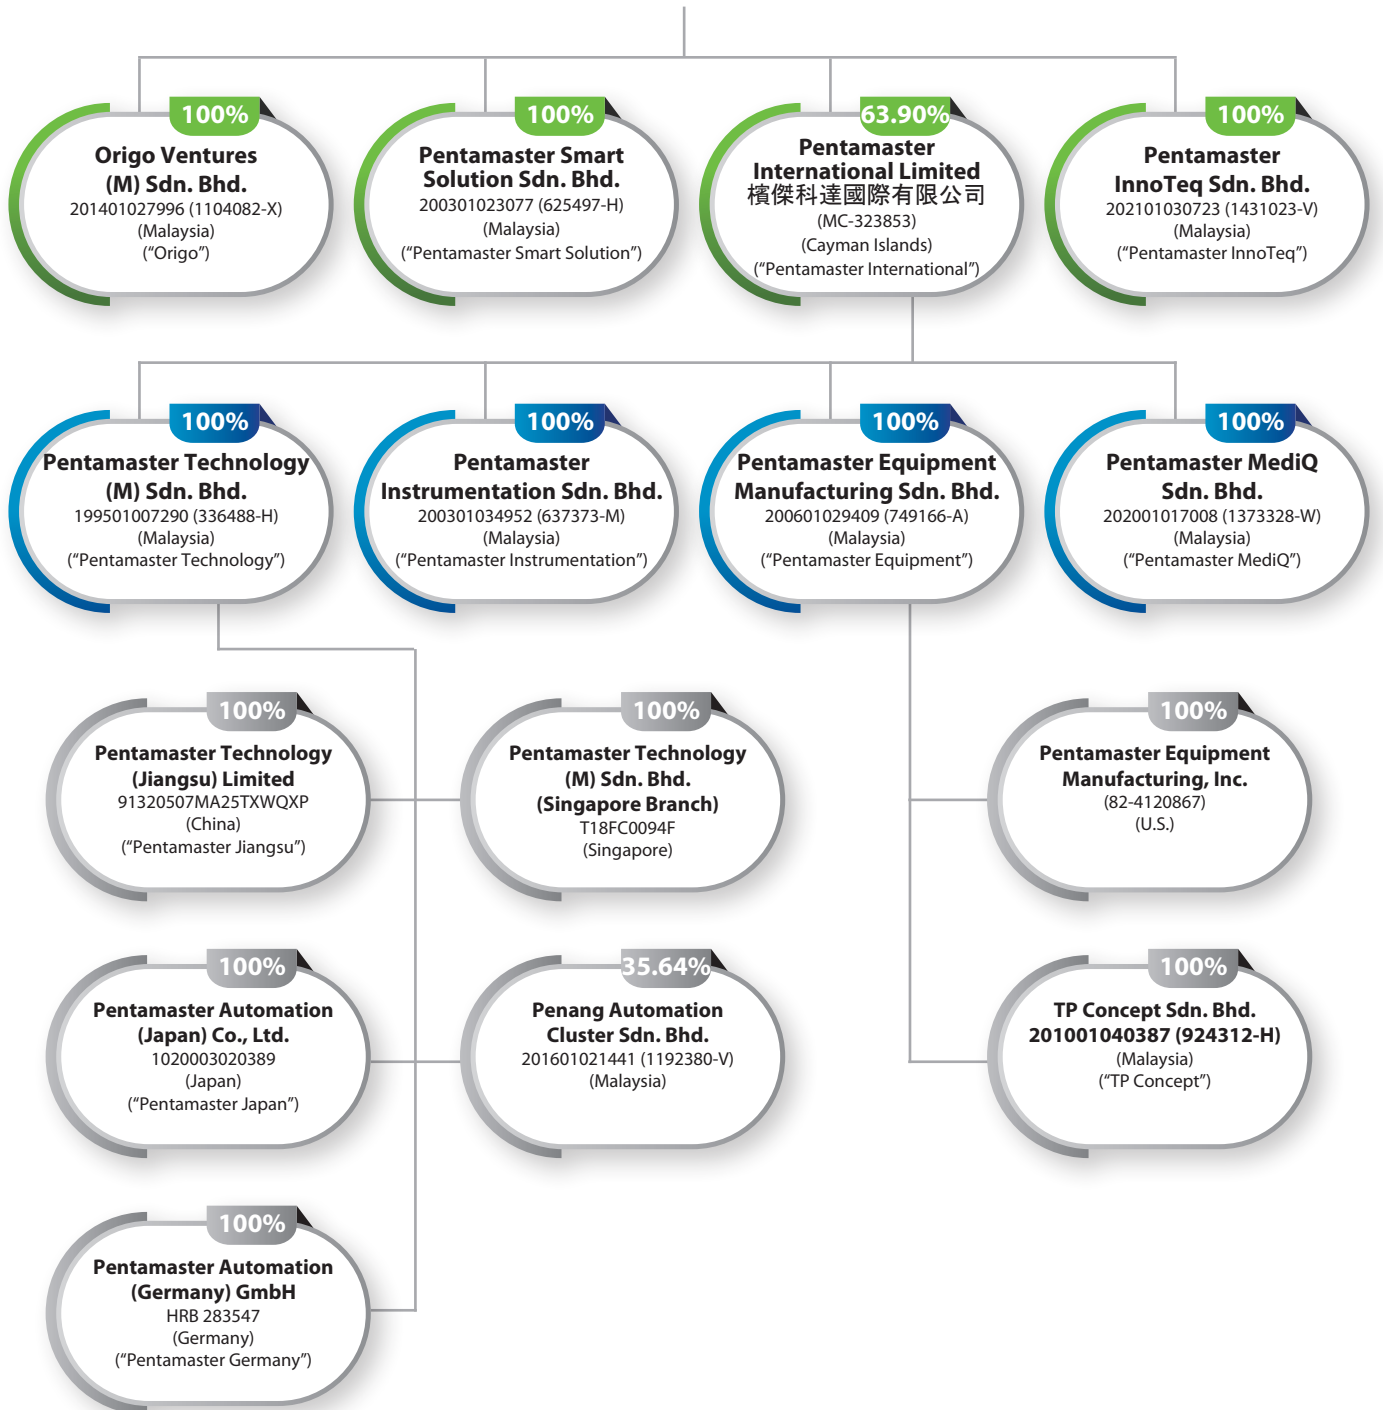 100%
Origo Ventures
(M) Sdn. Bhd.
201401027996 (1104082-X)
(Malaysia)
(“Origo”)
100%
Pentamaster Smart
Solution Sdn. Bhd.
200301023077 (625497-H)
(Malaysia)
(“Pentamaster Smart Solution”)
63.90%
Pentamaster
International Limited
檳傑科達國際有限公司
(MC-323853)
(Cayman Islands)
(“Pentamaster International”)
100%
Pentamaster
InnoTeq Sdn. Bhd.
202101030723 (1431023-V)
(Malaysia)
(“Pentamaster InnoTeq”)
100%
Pentamaster Technology
(M) Sdn. Bhd.
199501007290 (336488-H)
(Malaysia)
(“Pentamaster Technology”)
100%
Pentamaster
Instrumentation Sdn. Bhd.
200301034952 (637373-M)
(Malaysia)
(“Pentamaster Instrumentation”)
100%
Pentamaster Equipment
Manufacturing Sdn. Bhd.
200601029409 (749166-A)
(Malaysia)
(“Pentamaster Equipment”)
100%
Pentamaster MediQ
Sdn. Bhd.
202001017008 (1373328-W)
(Malaysia)
(“Pentamaster MediQ”)
100%
Pentamaster Technology
(Jiangsu) Limited
91320507MA25TXWQXP
(China)
(“Pentamaster Jiangsu”)
100%
Pentamaster Technology
(M) Sdn. Bhd.
(Singapore Branch)
T18FC0094F
(Singapore)
100%
Pentamaster Equipment
Manufacturing, Inc.
(82-4120867)
(U.S.)
100%
Pentamaster Automation
(Japan) Co., Ltd.
1020003020389
(Japan)
(“Pentamaster Japan”)
35.64%
Penang Automation
Cluster Sdn. Bhd.
201601021441 (1192380-V)
(Malaysia)
100%
TP Concept Sdn. Bhd.
201001040387 (924312-H)
(Malaysia)
(“TP Concept”)
100%
Pentamaster Automation
(Germany) GmbH
HRB 283547
(Germany)
(“Pentamaster Germany”)